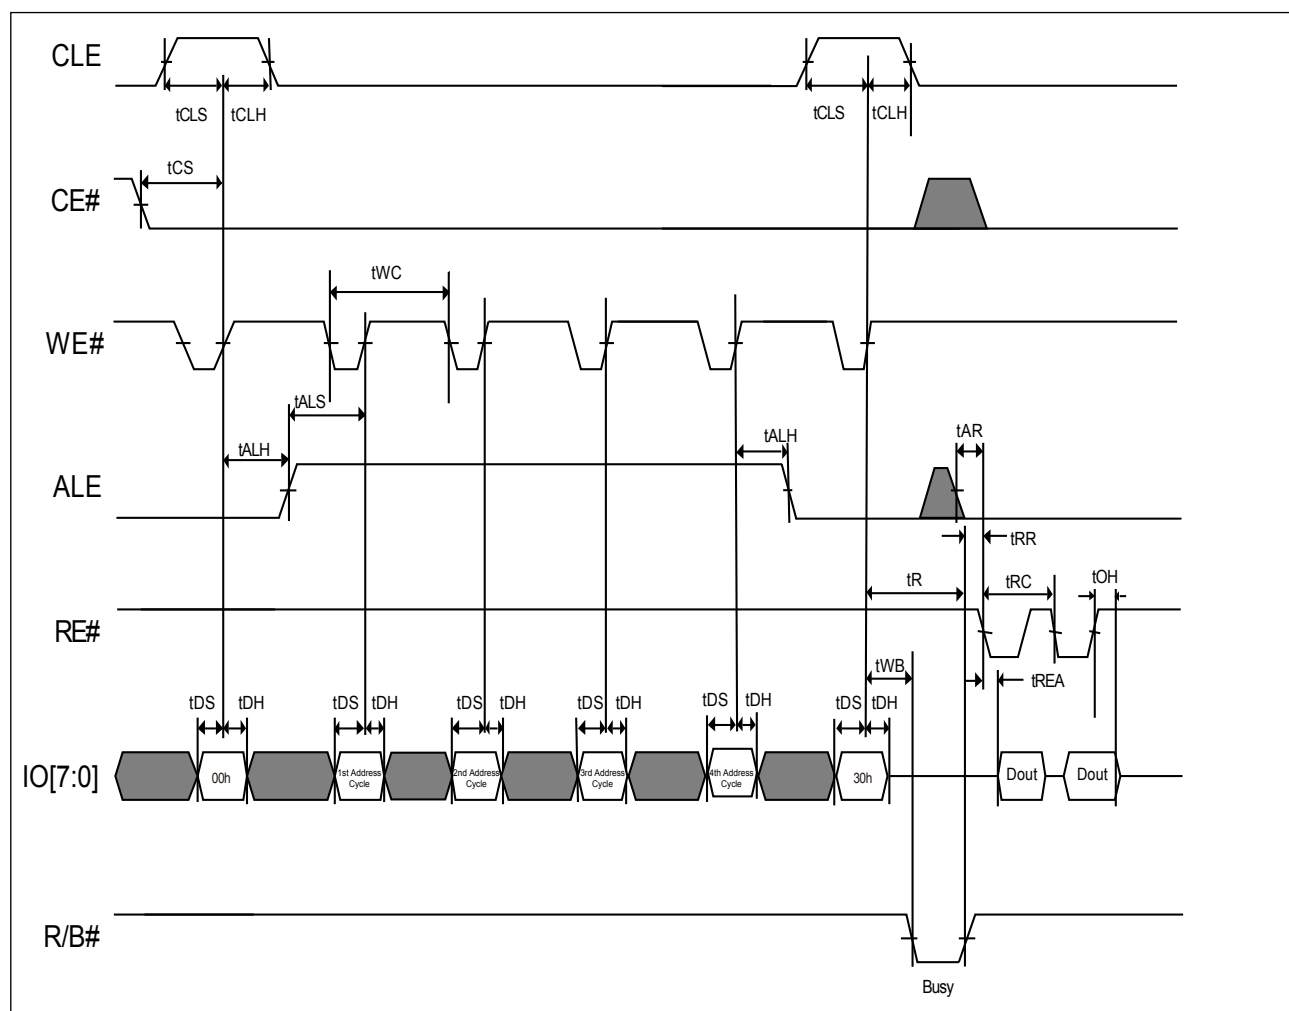 CLE
tCLS tCLH tCLS tCLH
tCS
CE#
tWC
WE#
tALS
tALH tALH tAR
ALE
tRR
tR tRC tOH
RE#
tWB tREA
tDS tDH tDS tDH tDS tDH tDS tDH tDS tDH tDS tDH
IO[7:0] 00h 1st Address Cycle 2nd Address Cycle 3rd Address Cycle 4th Address Cycle 30h Dout Dout
R/B#
Busy